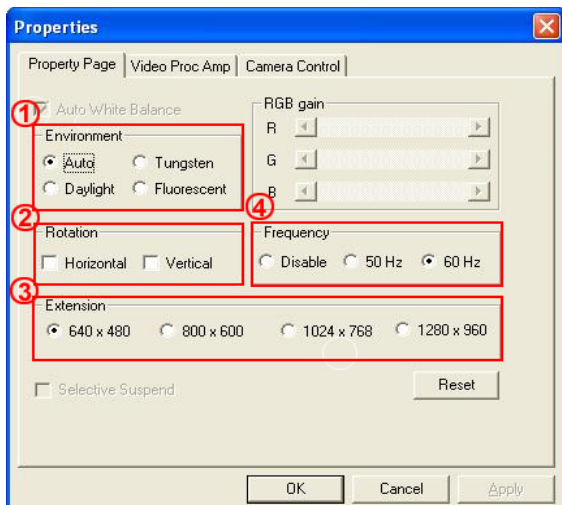 Properties
Property Page Video Proc Amp Camera Control
① Auto White Balance
Environment
Auto Tungsten
Daylight Fluorescent
RGB gain
R
G
B
② Rotation
Horizontal Vertical
④ Frequency
Disable 50 Hz 60 Hz
③ Extension
640 x 480 800 x 600 1024 x 768 1280 x 960
Selective Suspend
Reset
OK Cancel Apply